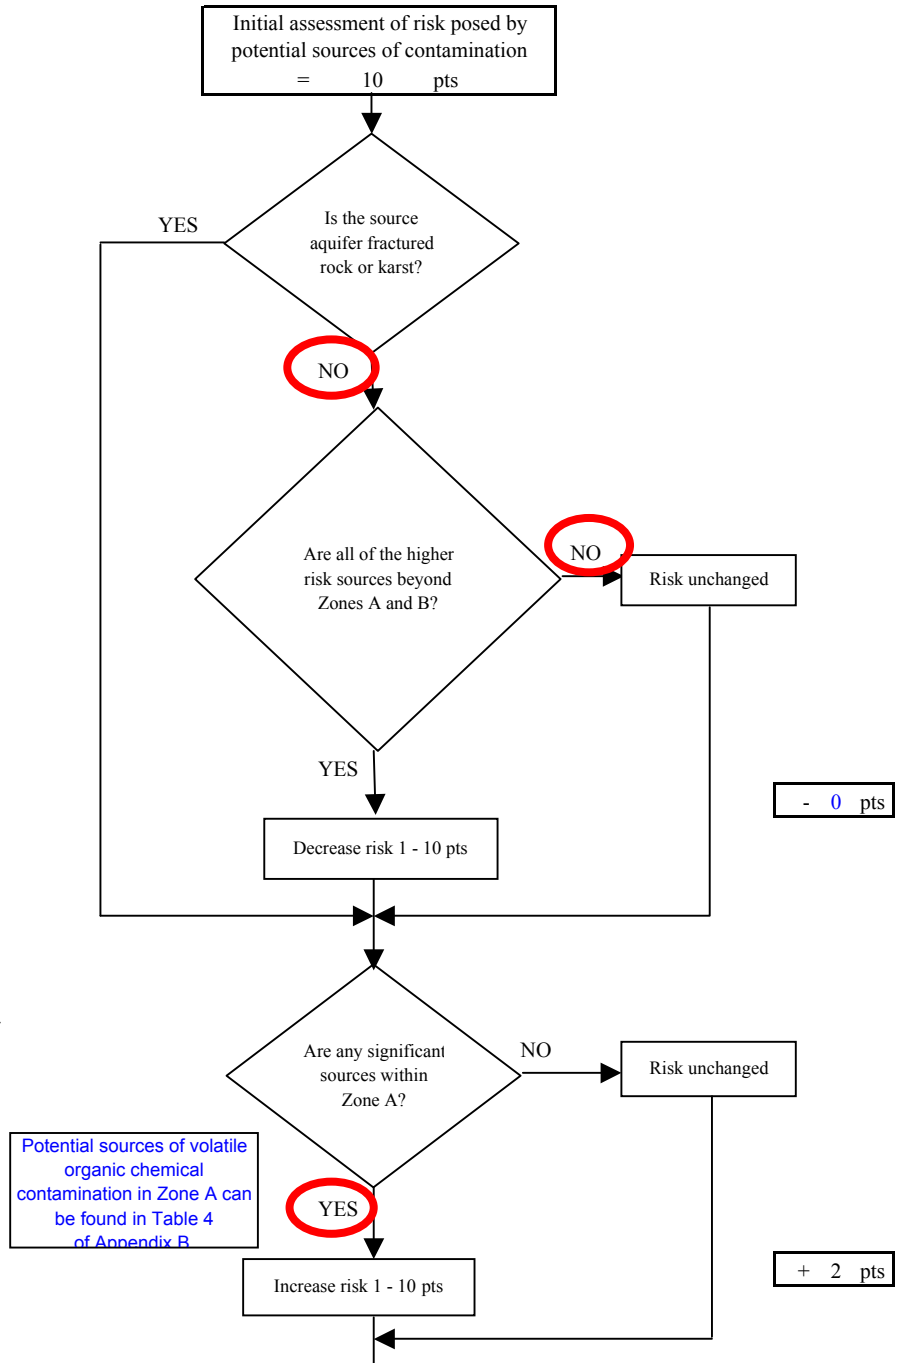 Initial assessment of risk posed by
potential sources of contamination
= 10 pts
YES
Is the source
aquifer fractured
rock or karst?
NO
Are all of the higher
risk sources beyond
Zones A and B?
NO
Risk unchanged
YES
- 0 pts
Decrease risk 1 - 10 pts
Are any significant
sources within
Zone A?
NO
Risk unchanged
Potential sources of volatile
organic chemical
contamination in Zone A can
be found in Table 4
of Appendix B
YES
+ 2 pts
Increase risk 1 - 10 pts